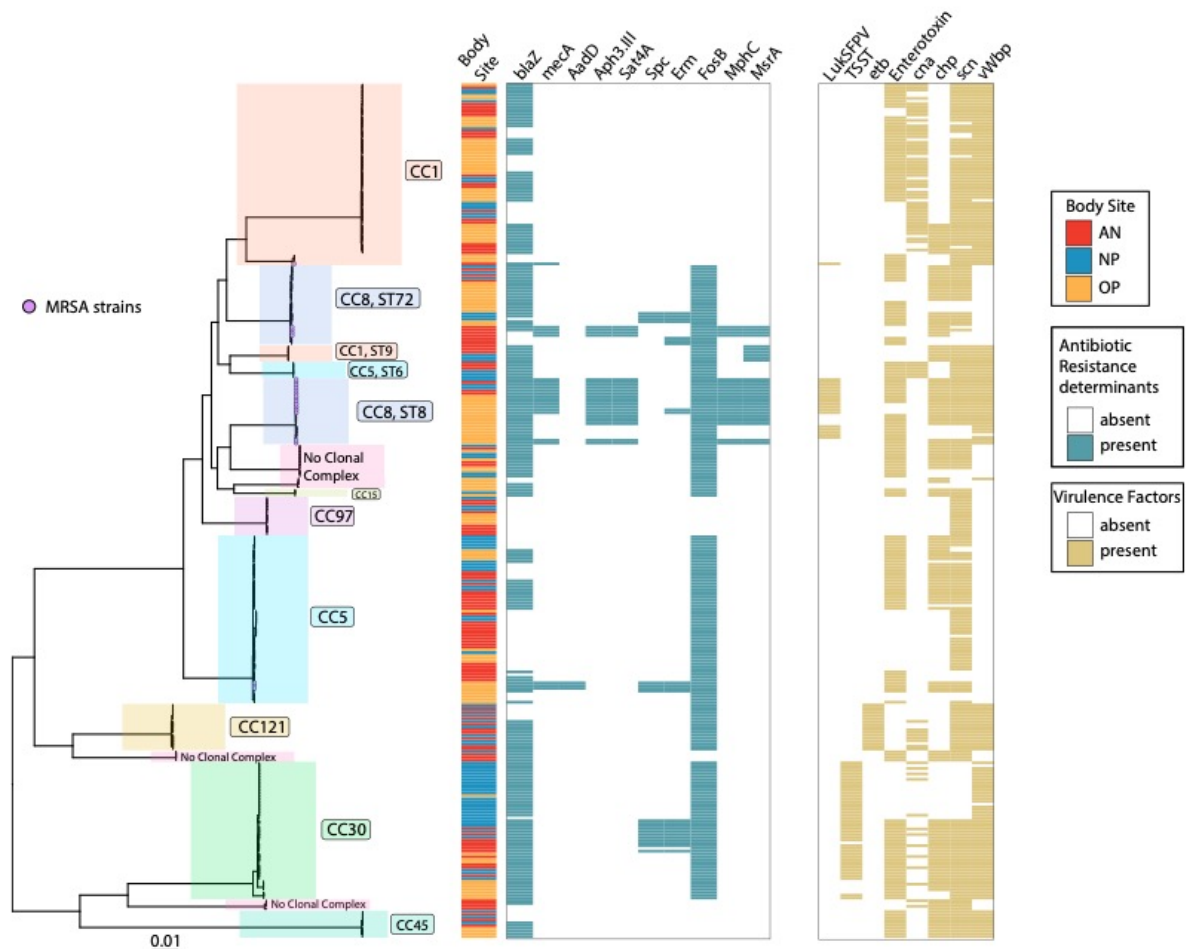 Body
Site
blaZ
mecA
AadD
Aph3.III
Sat4A
Spc
Erm
FosB
MphC
MsrA
LukSFPV
TSST
etb
Enterotoxin
cna
chp
scn
vWbp
CC1
MRSA strains
CC8, ST72
CC1, ST9
CC5, ST6
CC8, ST8
No Clonal
Complex
CC15
CC97
CC5
CC121
No Clonal Complex
CC30
No Clonal Complex
CC45
0.01
Body Site
AN
NP
OP
Antibiotic
Resistance
determinants
absent
present
Virulence Factors
absent
present